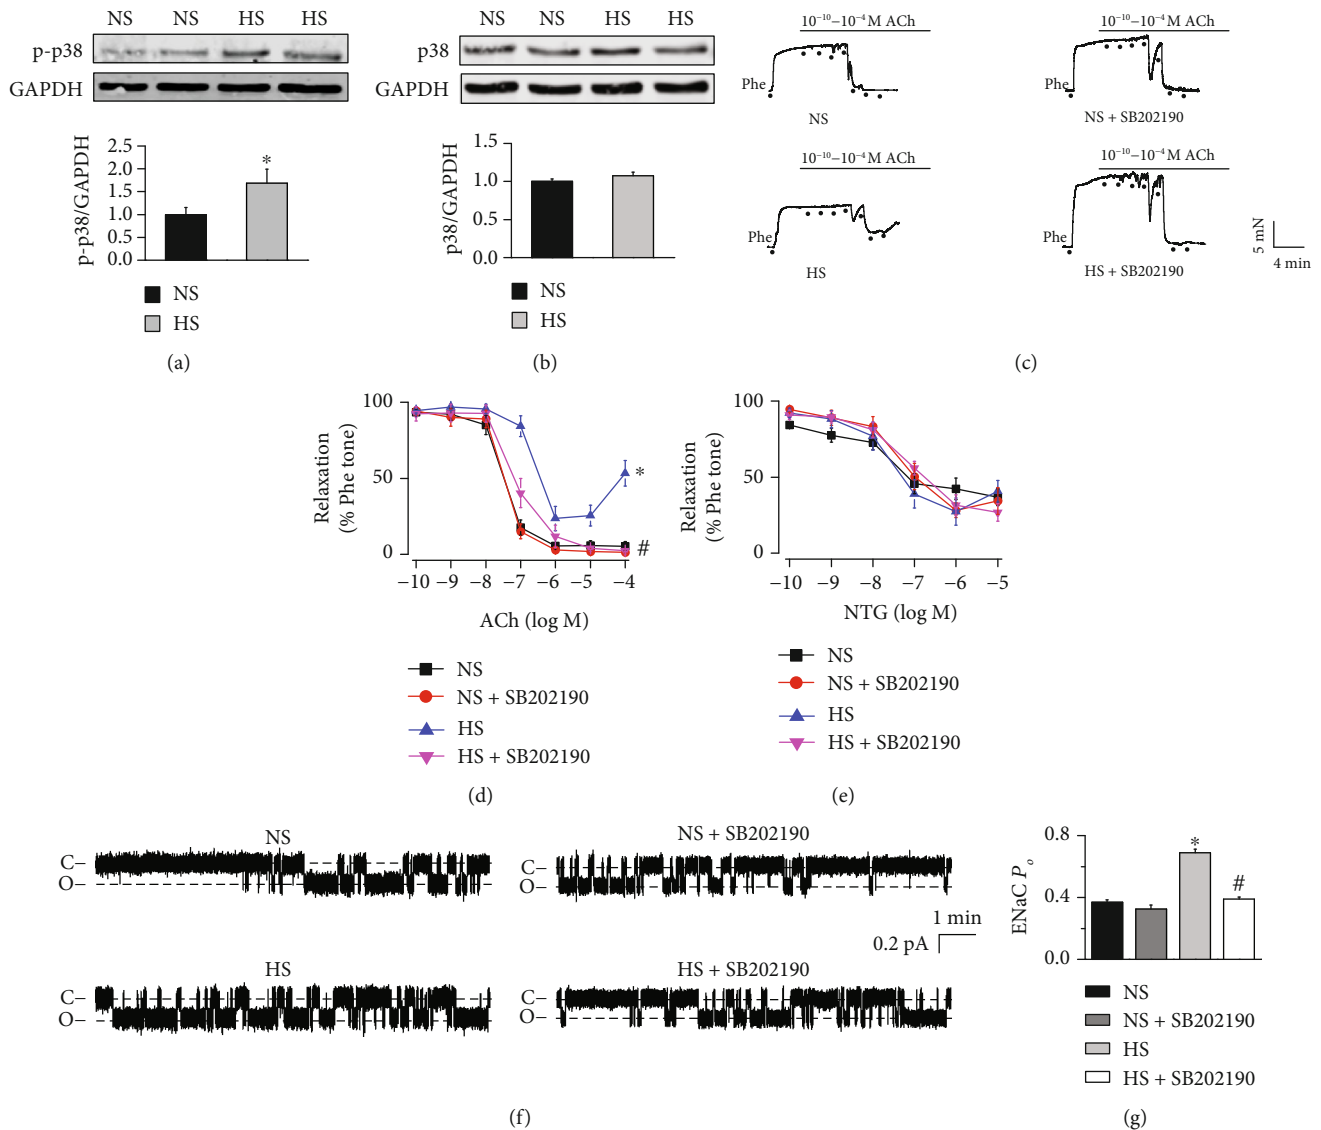 NS NS HS HS
p-p38
GAPDH
p-p38/GAPDH
2.5
2.0
1.5
1.0
0.5
0.0
*
NS
HS
(a)
NS NS HS HS
p38
GAPDH
p38/GAPDH
1.5
1.0
0.5
0.0
NS
HS
(b)
10⁻¹⁰–10⁻⁴ M ACh
Phe
NS
10⁻¹⁰–10⁻⁴ M ACh
Phe
NS + SB202190
10⁻¹⁰–10⁻⁴ M ACh
Phe
HS
10⁻¹⁰–10⁻⁴ M ACh
Phe
HS + SB202190
5 mN
4 min
(c)
Relaxation
(% Phe tone)
100
50
0
*
#
−10 −9 −8 −7 −6 −5 −4
ACh (log M)
NS
NS + SB202190
HS
HS + SB202190
(d)
Relaxation
(% Phe tone)
100
50
0
−10 −9 −8 −7 −6 −5
NTG (log M)
NS
NS + SB202190
HS
HS + SB202190
(e)
NS
C–
O–
NS + SB202190
C–
O–
1 min
0.2 pA
HS
C–
O–
HS + SB202190
C–
O–
(f)
ENaC Pₒ
0.8
0.4
0.0
*
#
NS
NS + SB202190
HS
HS + SB202190
(g)